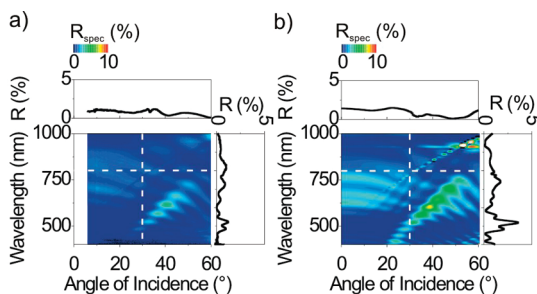 a)
R_spec (%)
0 10
R (%)
5
0
R (%)
0 5
Wavelength (nm)
1000
750
500
0 20 40 60
Angle of Incidence (°)
b)
R_spec (%)
0 10
R (%)
5
0
R (%)
0 5
Wavelength (nm)
1000
750
500
0 20 40 60
Angle of Incidence (°)